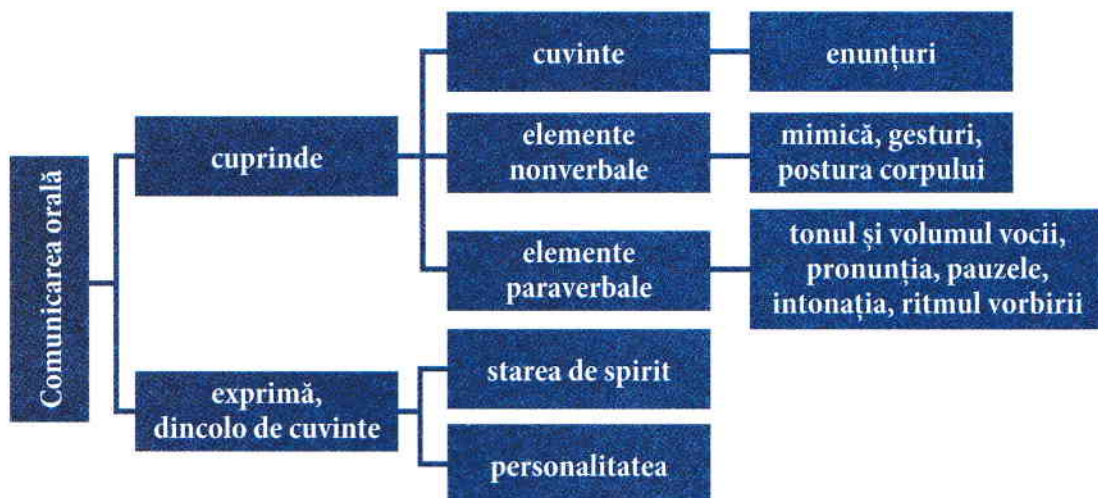 Comunicarea orală
cuprinde
cuvinte
enunțuri
elemente
nonverbale
mimică, gesturi,
postura corpului
elemente
paraverbale
tonul și volumul vocii,
pronunția, pauzele,
intonația, ritmul vorbirii
exprimă,
dincolo de cuvinte
starea de spirit
personalitatea